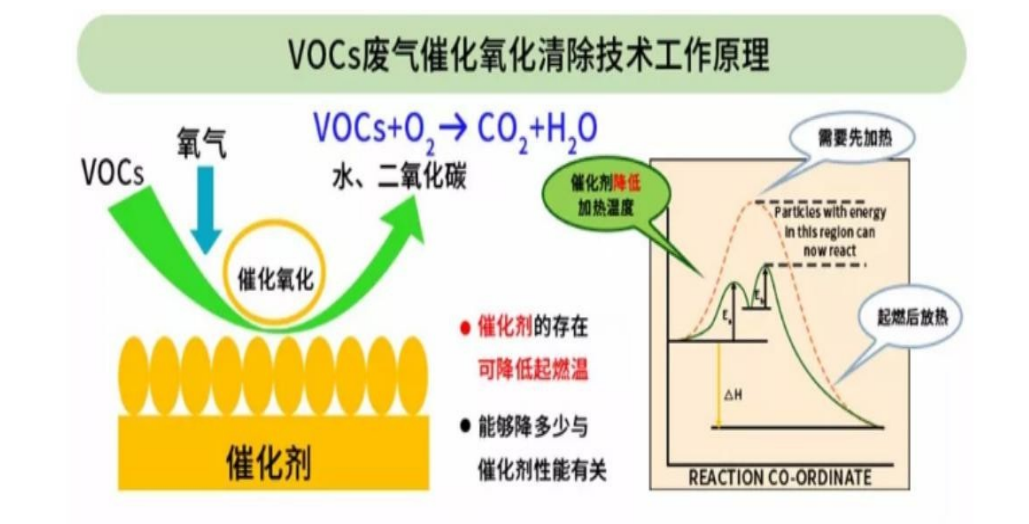 VOCs废气催化氧化清除技术工作原理
VOCs
氧气
VOCs+O₂→CO₂+H₂O
水、二氧化碳
催化氧化
催化剂
● 催化剂的存在
可降低起燃温
● 能够降多少与
催化剂性能有关
催化剂降低
加热温度
需要先加热
Particles with energy
in this region can
now react
起燃后放热
△H
REACTION CO-ORDINATE